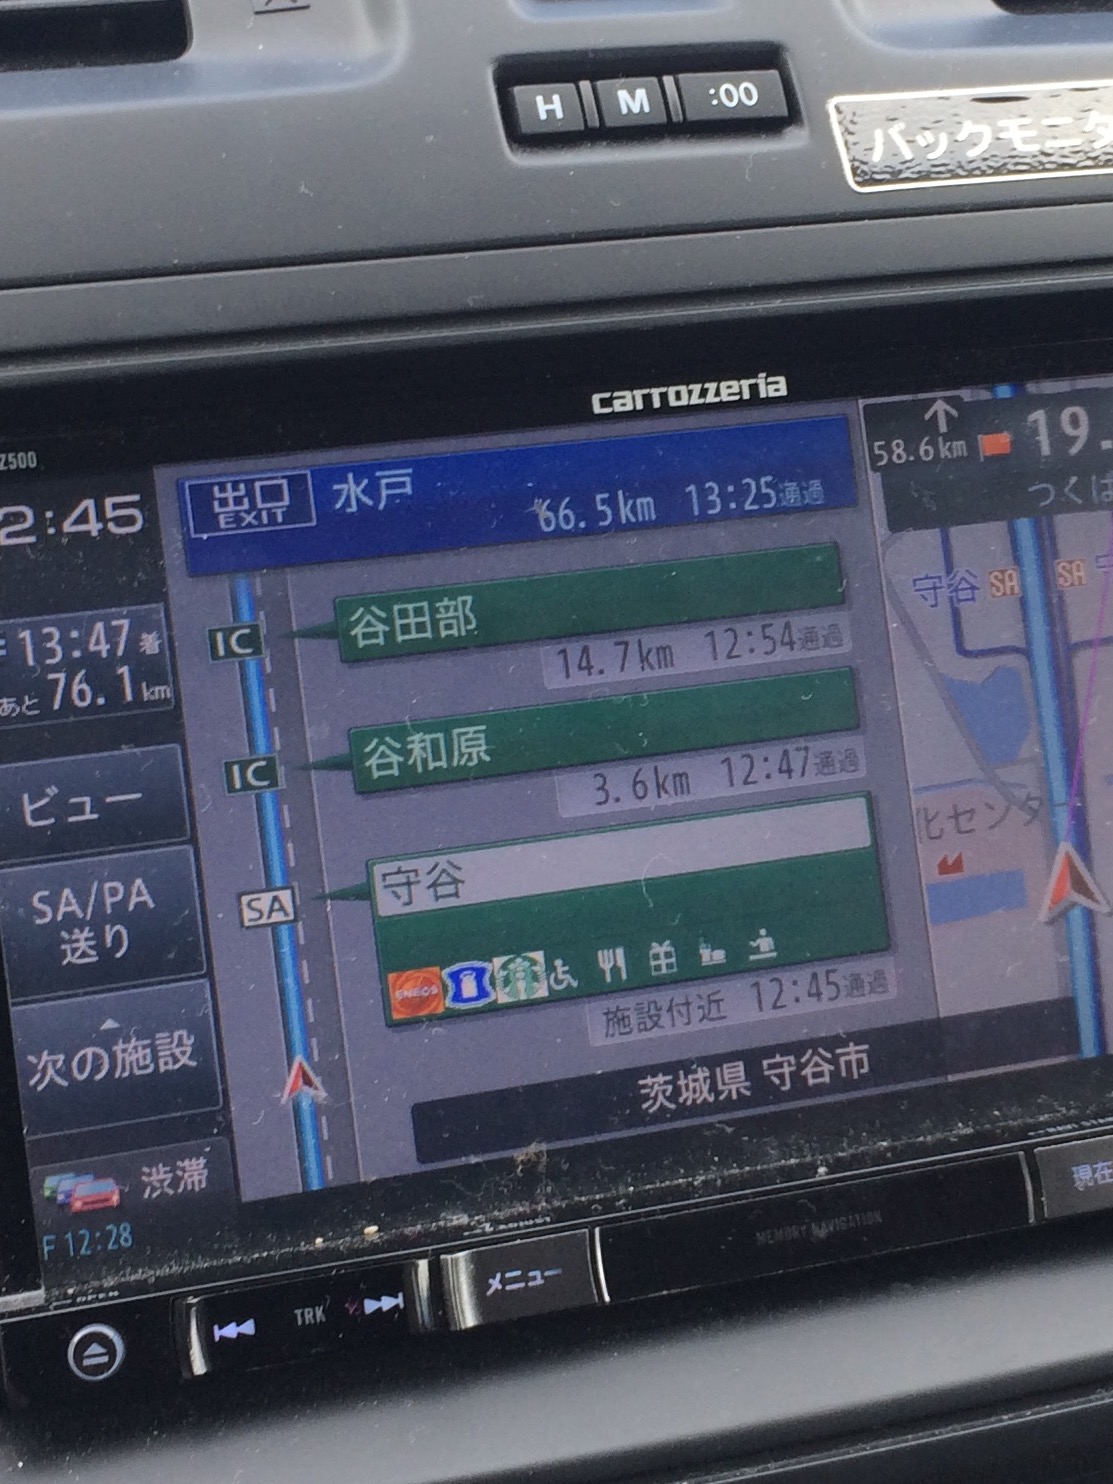 H M :00
バックモニタ
carrozzeria
Z500
2:45
出口
EXIT
水戸
66.5km 13:25通過
58.6km
19.
つくば
IC
谷田部
14.7km 12:54通過
守谷 SA
SA
13:47着
あと 76.1km
IC
谷和原
3.6km 12:47通過
ビュー
SA
守谷
SA/PA
送り
ENEOS
施設付近 12:45通過
次の施設
茨城県 守谷市
渋滞
F 12:28
MEMORY NAVIGATION
現在
メニュー
TRK
OPEN